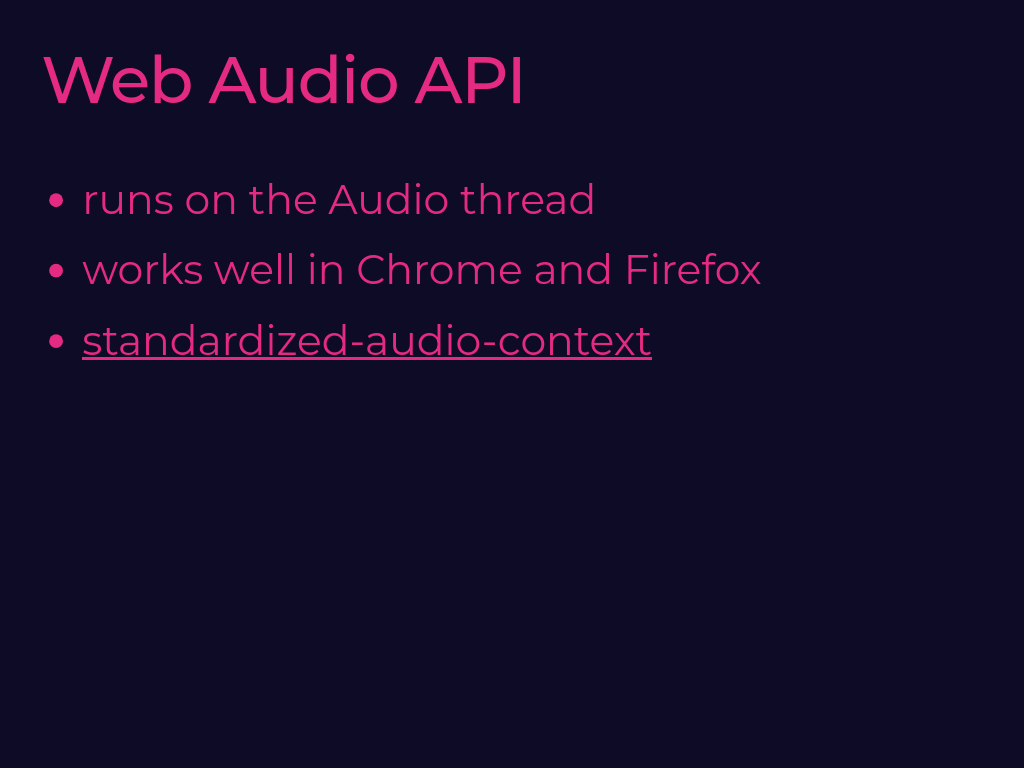 Web Audio API
• runs on the Audio thread
• works well in Chrome and Firefox
• standardized-audio-context